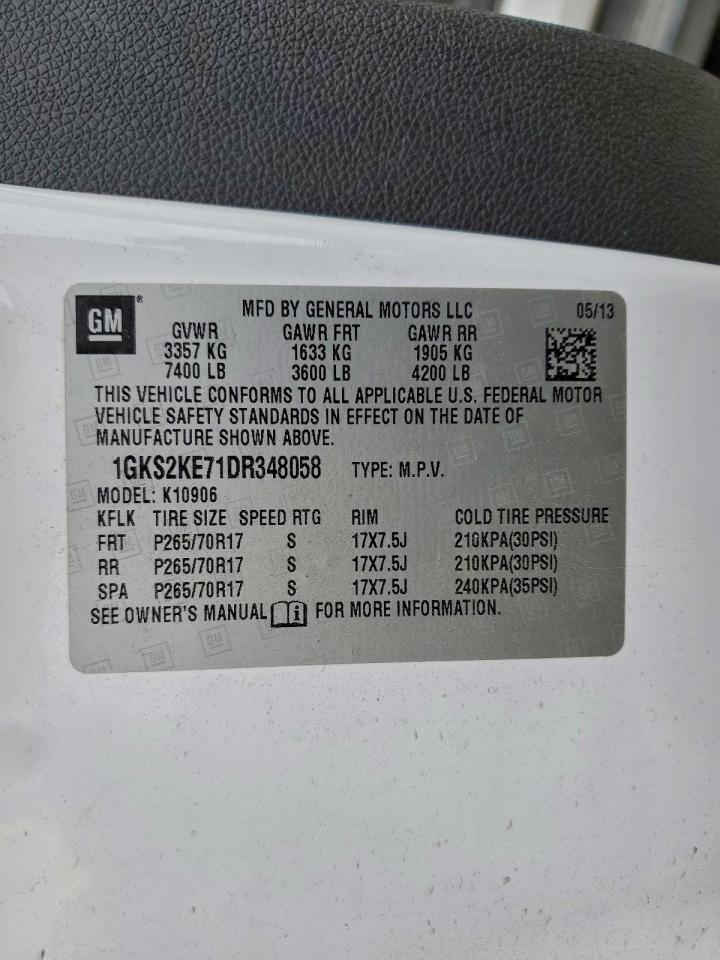 GM ® MFD BY GENERAL MOTORS LLC 05/13
GVWR GAWR FRT GAWR RR
3357 KG 1633 KG 1905 KG
7400 LB 3600 LB 4200 LB
THIS VEHICLE CONFORMS TO ALL APPLICABLE U.S. FEDERAL MOTOR
VEHICLE SAFETY STANDARDS IN EFFECT ON THE DATE OF
MANUFACTURE SHOWN ABOVE.
1GKS2KE71DR348058 TYPE: M.P.V.
MODEL: K10906
KFLK TIRE SIZE SPEED RTG RIM COLD TIRE PRESSURE
FRT P265/70R17 S 17X7.5J 210KPA(30PSI)
RR P265/70R17 S 17X7.5J 210KPA(30PSI)
SPA P265/70R17 S 17X7.5J 240KPA(35PSI)
SEE OWNER'S MANUAL i FOR MORE INFORMATION.